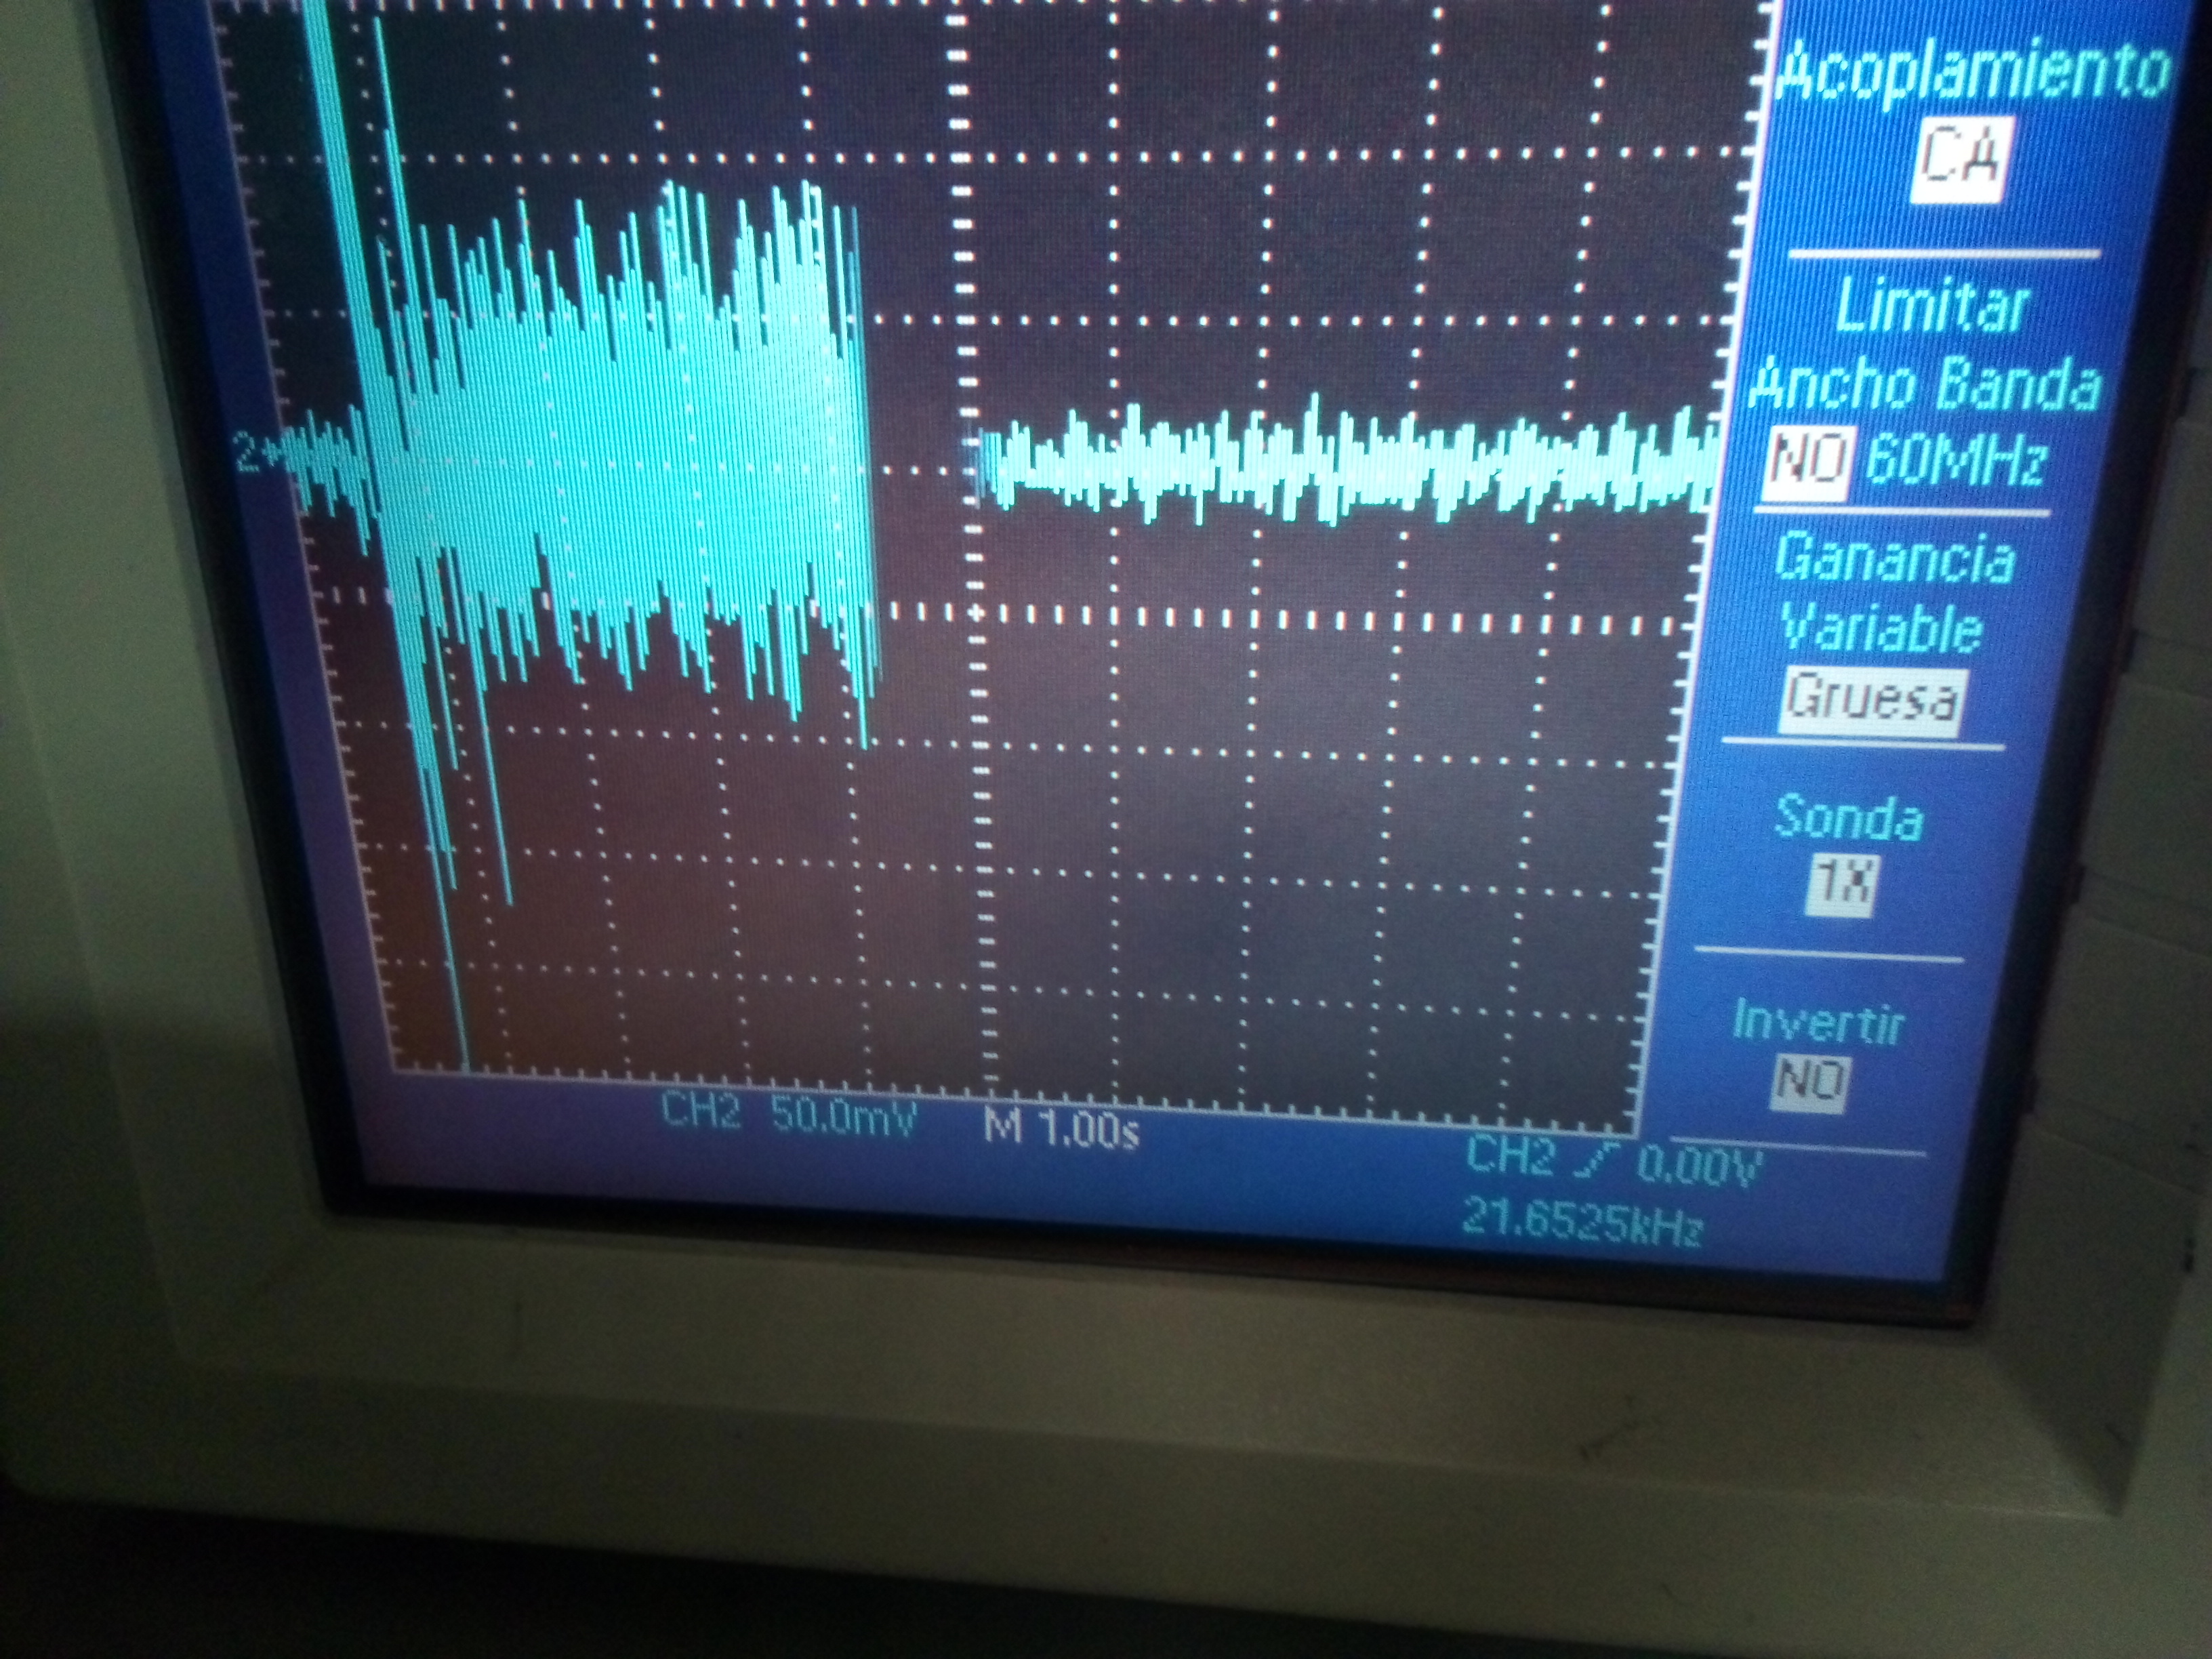 Acoplamiento
CA
Limitar
Ancho Banda
NO 60MHz
Ganancia
Variable
Gruesa
Sonda
1X
Invertir
NO
2
CH2 50.0mV M 1.00s
CH2 0.00V
21.6525kHz